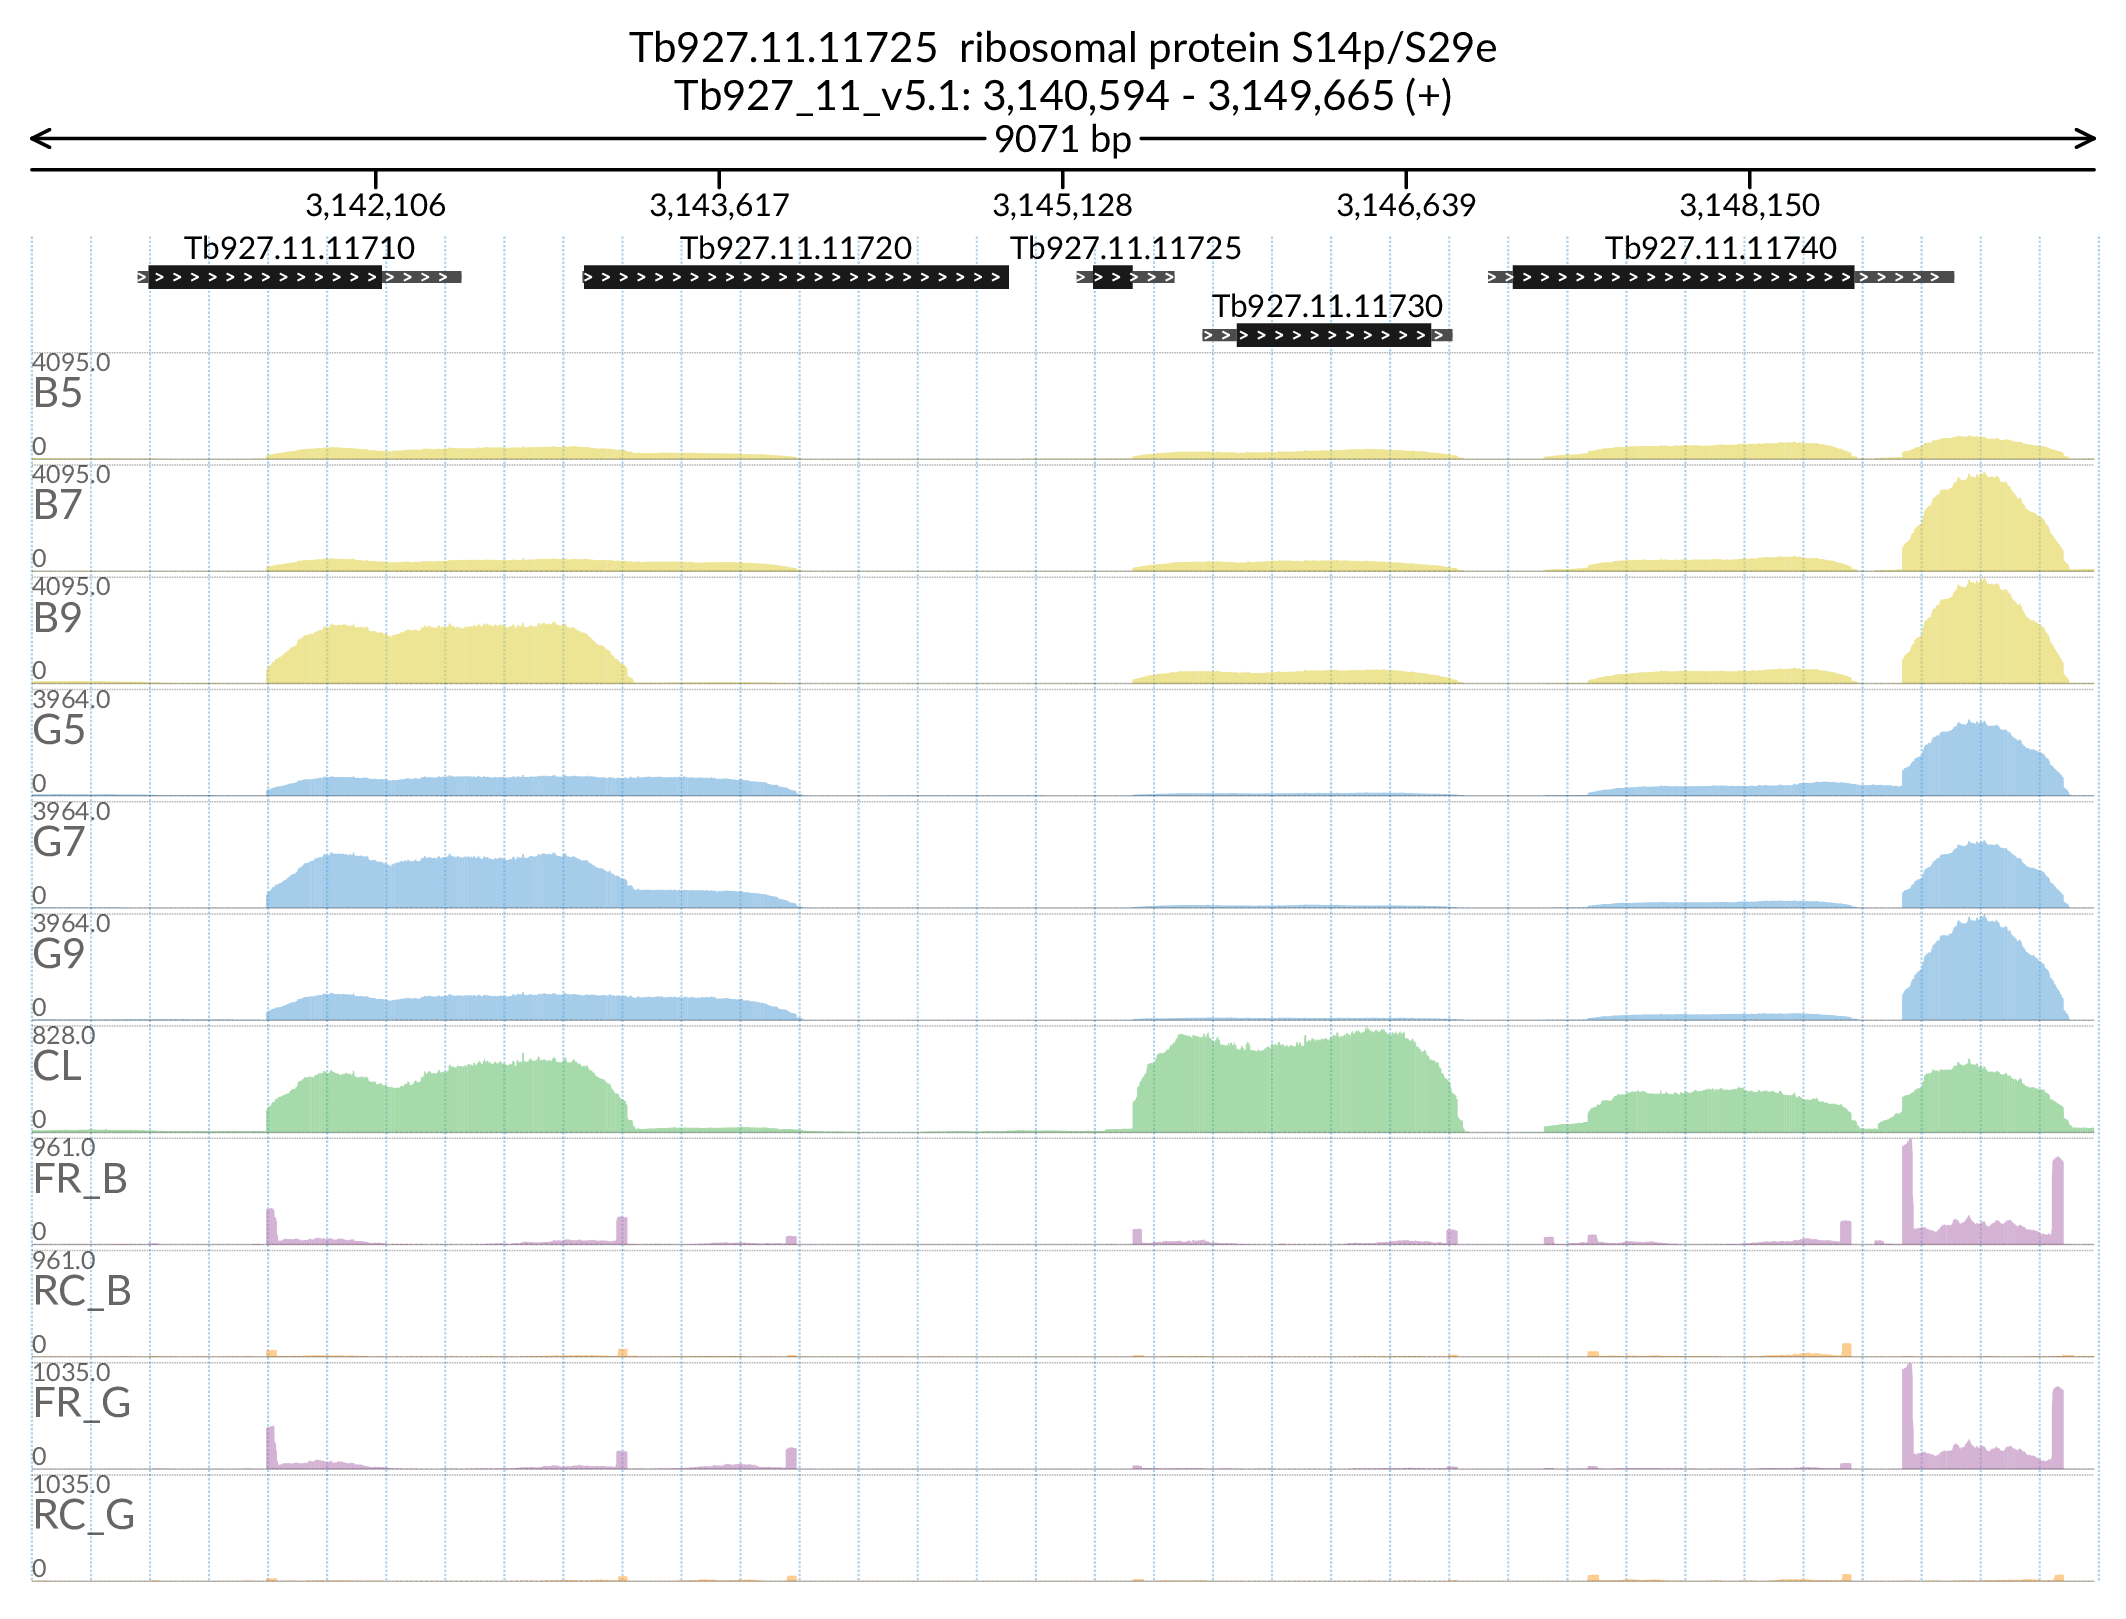 Tb927.11.11725 ribosomal protein S14p/S29e
Tb927_11_v5.1: 3,140,594 - 3,149,665 (+)
9071 bp
3,142,106 3,143,617 3,145,128 3,146,639 3,148,150
Tb927.11.11710 Tb927.11.11720 Tb927.11.11725 Tb927.11.11740
Tb927.11.11730
4095.0
B5
0
4095.0
B7
0
4095.0
B9
0
3964.0
G5
0
3964.0
G7
0
3964.0
G9
0
828.0
CL
0
961.0
FR_B
0
961.0
RC_B
0
1035.0
FR_G
0
1035.0
RC_G
0